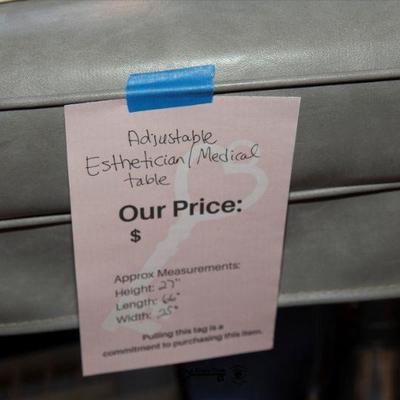 Adjustable
Esthetician/Medical
table
Our Price:
$
Approx Measurements:
Height: 27"
Length: 66"
Width: 25"
Pulling this tag is a
commitment to purchasing this item.